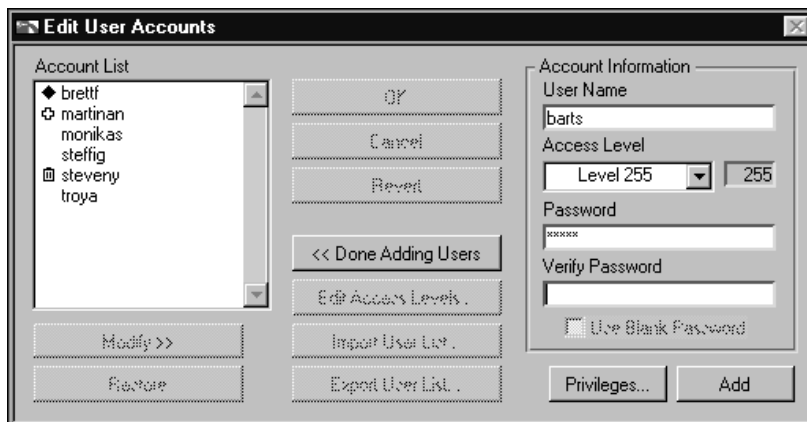 Edit User Accounts
Account List
brettf
martinan
monikas
steffig
steveny
troya
Modify >>
Restore
OK
Cancel
Revert
<< Done Adding Users
Edit Access Levels...
Import User List...
Export User List...
Account Information
User Name
barts
Access Level
Level 255
255
Password
*****
Verify Password
Use Blank Password
Privileges...
Add